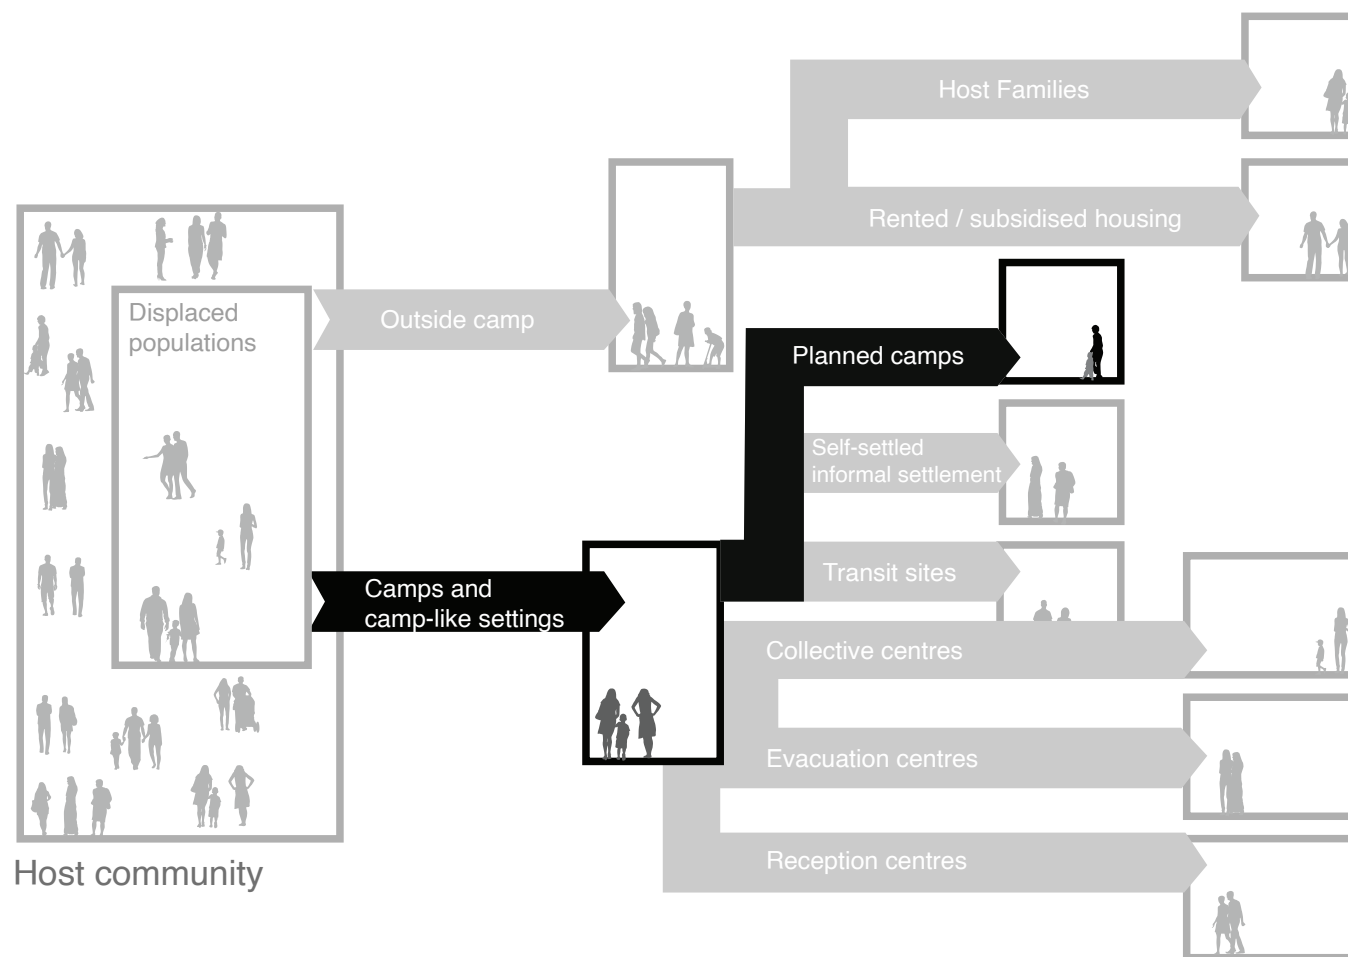 Host Families
Rented / subsidised housing
Displaced
populations
Outside camp
Planned camps
Self-settled
informal settlement
Transit sites
Camps and
camp-like settings
Collective centres
Evacuation centres
Reception centres
Host community